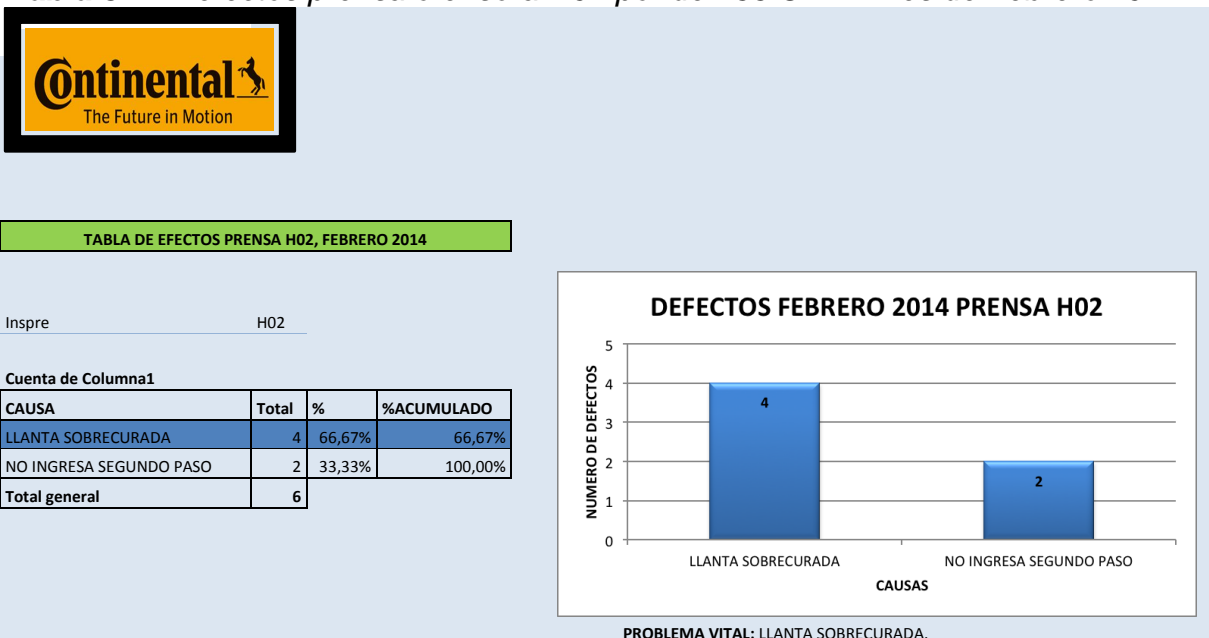 Continental
The Future in Motion
TABLA DE EFECTOS PRENSA H02, FEBRERO 2014
Inspre H02
Cuenta de Columna1
CAUSA Total % %ACUMULADO
LLANTA SOBRECURADA 4 66,67% 66,67%
NO INGRESA SEGUNDO PASO 2 33,33% 100,00%
Total general 6
DEFECTOS FEBRERO 2014 PRENSA H02
NUMERO DE DEFECTOS
5
4
3
2
1
0
4
2
LLANTA SOBRECURADA NO INGRESA SEGUNDO PASO
CAUSAS
PROBLEMA VITAL: LLANTA SOBRECURADA.